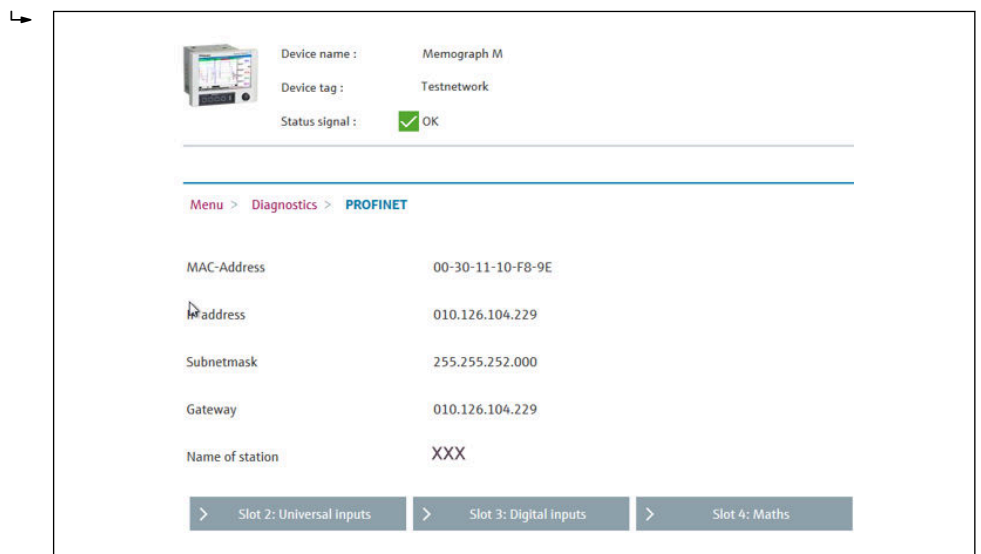 Device name : Memograph M
Device tag : Testnetwork
Status signal : OK
Menu > Diagnostics > PROFINET
MAC-Address 00-30-11-10-F8-9E
address 010.126.104.229
Subnetmask 255.255.252.000
Gateway 010.126.104.229
Name of station XXX
> Slot 2: Universal inputs > Slot 3: Digital inputs > Slot 4: Maths